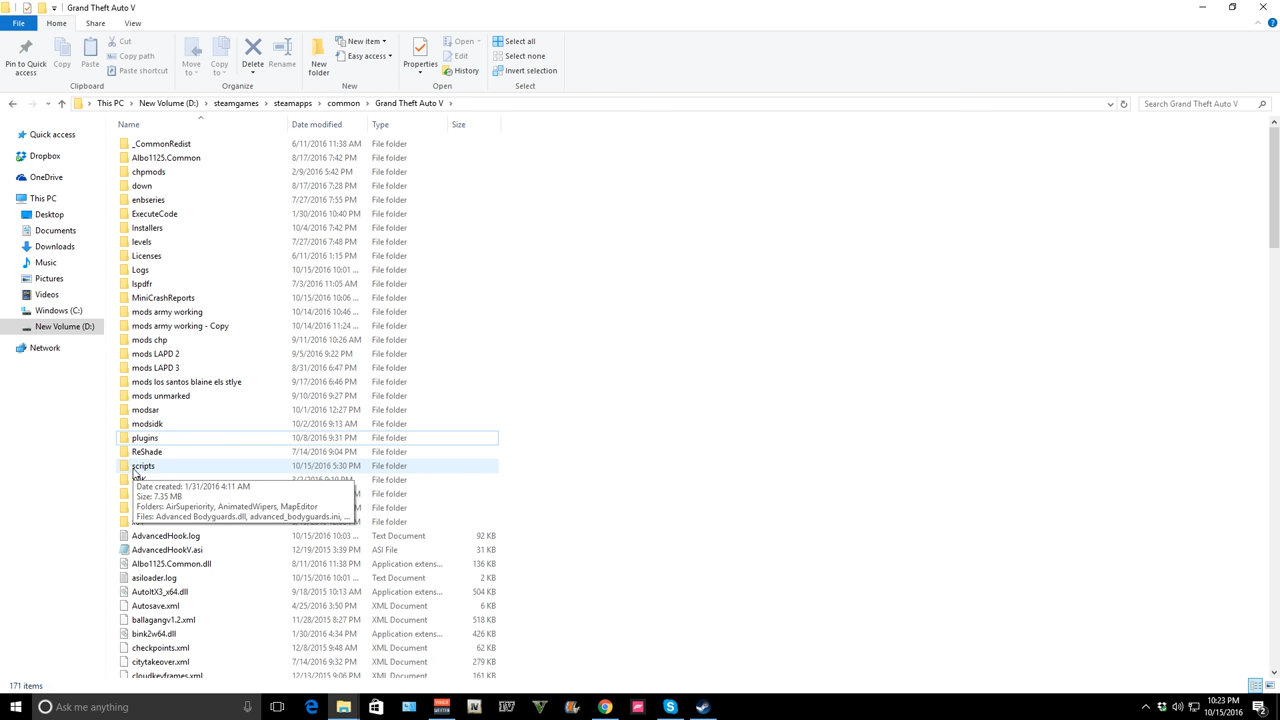 Grand Theft Auto V
File Home Share View
Pin to Quick access
Copy
Paste
Cut
Copy path
Paste shortcut
Clipboard
Move to
Copy to
Delete
Rename
Organize
New folder
New item
Easy access
New
Properties
Open
Edit
History
Open
Select all
Select none
Invert selection
Select
This PC New Volume (D:) steamgames steamapps common Grand Theft Auto V
Search Grand Theft Auto V
Quick access
Dropbox
OneDrive
This PC
Desktop
Documents
Downloads
Music
Pictures
Videos
Windows (C:)
New Volume (D:)
Network
Name Date modified Type Size
_CommonRedist 6/11/2016 11:38 AM File folder
Albo1125.Common 8/17/2016 7:42 PM File folder
chpmods 2/9/2016 5:42 PM File folder
down 8/17/2016 7:28 PM File folder
enbseries 7/27/2016 7:55 PM File folder
ExecuteCode 1/30/2016 10:40 PM File folder
Installers 10/4/2016 7:42 PM File folder
levels 7/27/2016 7:48 PM File folder
Licenses 6/11/2016 1:15 PM File folder
Logs 10/15/2016 10:01 ... File folder
lspdfr 7/3/2016 11:05 AM File folder
MiniCrashReports 10/15/2016 10:06 ... File folder
mods army working 10/14/2016 10:46 ... File folder
mods army working - Copy 10/14/2016 11:24 ... File folder
mods chp 9/11/2016 10:26 AM File folder
mods LAPD 2 9/5/2016 9:22 PM File folder
mods LAPD 3 8/31/2016 6:47 PM File folder
mods los santos blaine els stlye 9/17/2016 6:46 PM File folder
mods unmarked 9/10/2016 9:27 PM File folder
modsar 10/1/2016 12:27 PM File folder
modsidk 10/2/2016 9:13 AM File folder
plugins 10/8/2016 9:31 PM File folder
ReShade 7/14/2016 9:04 PM File folder
scripts 10/15/2016 5:30 PM File folder
File folder
Date created: 1/31/2016 4:11 AM
Size: 7.35 MB
File folder
Folders: AirSuperiority, AnimatedWipers, MapEditor
File folder
Files: Advanced Bodyguards.dll, advanced_bodyguards.ini, ...
File folder
AdvancedHook.log 10/15/2016 10:03 ... Text Document 92 KB
AdvancedHookV.asi 12/19/2015 3:39 PM ASI File 31 KB
Albo1125.Common.dll 8/11/2016 11:38 PM Application extens... 136 KB
asiloader.log 10/15/2016 10:01 ... Text Document 2 KB
AutoItX3_x64.dll 9/18/2015 10:13 AM Application extens... 504 KB
Autosave.xml 4/25/2016 3:50 PM XML Document 6 KB
ballagangv1.2.xml 11/28/2015 8:27 PM XML Document 518 KB
bink2w64.dll 1/30/2016 4:34 PM Application extens... 426 KB
checkpoints.xml 12/8/2015 9:48 AM XML Document 62 KB
citytakeover.xml 7/14/2016 9:32 PM XML Document 279 KB
cloudkeyframes.xml 12/13/2015 9:06 PM XML Document 161 KB
171 items
Ask me anything
10:23 PM
10/15/2016